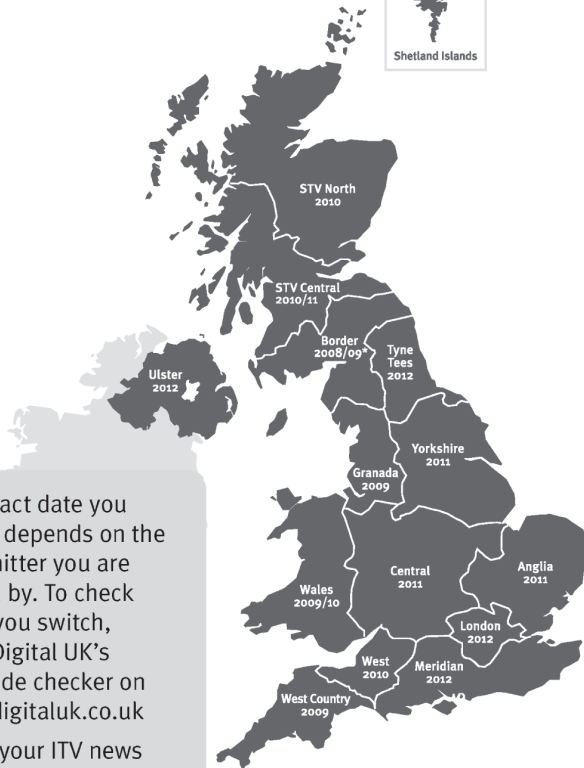 Shetland Islands
STV North
2010
STV Central
2010/11
Border
2008/09*
Tyne
Tees
2012
Ulster
2012
Yorkshire
2011
Granada
2009
Central
2011
Anglia
2011
Wales
2009/10
London
2012
West
2010
Meridian
2012
West Country
2009
act date you
depends on the
itter you are
by. To check
you switch,
Digital UK's
de checker on
digitaluk.co.uk
your ITV news